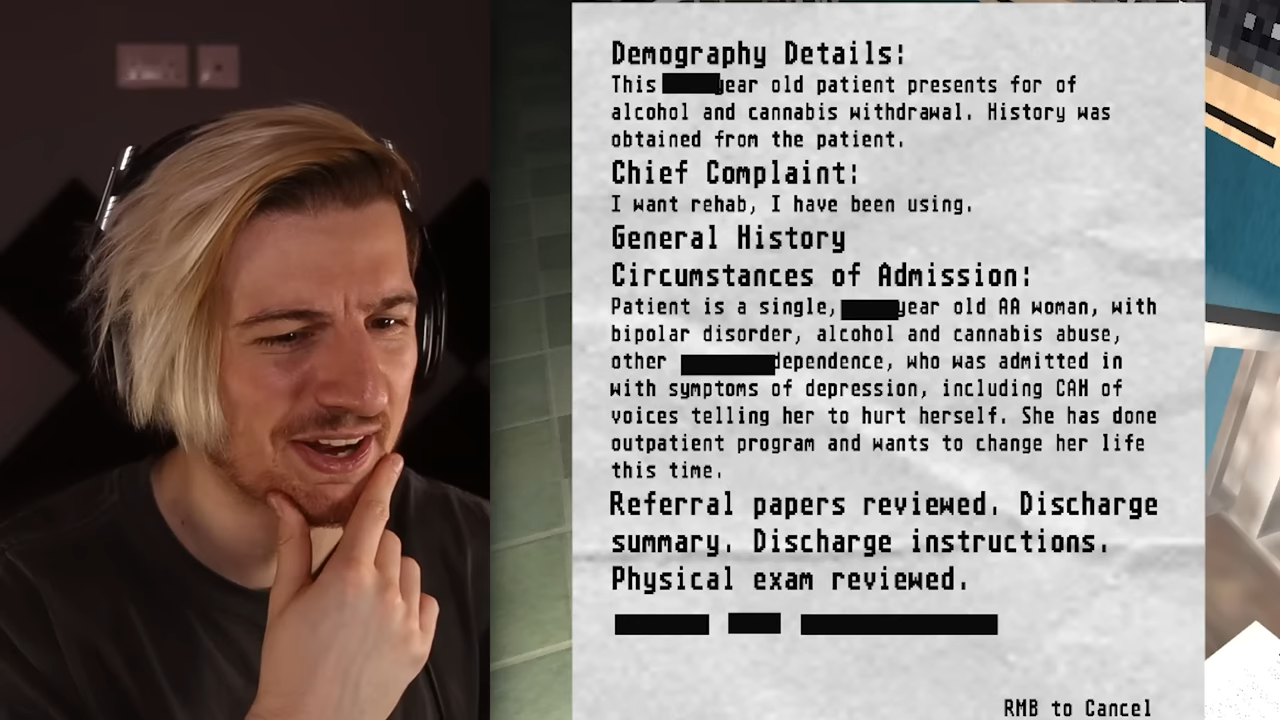 Demography Details:
This year old patient presents for of
alcohol and cannabis withdrawal. History was
obtained from the patient.
Chief Complaint:
I want rehab, I have been using.
General History
Circumstances of Admission:
Patient is a single, year old AA woman, with
bipolar disorder, alcohol and cannabis abuse,
other dependence, who was admitted in
with symptoms of depression, including CAH of
voices telling her to hurt herself. She has done
outpatient program and wants to change her life
this time.
Referral papers reviewed. Discharge
summary. Discharge instructions.
Physical exam reviewed.
RMB to Cancel